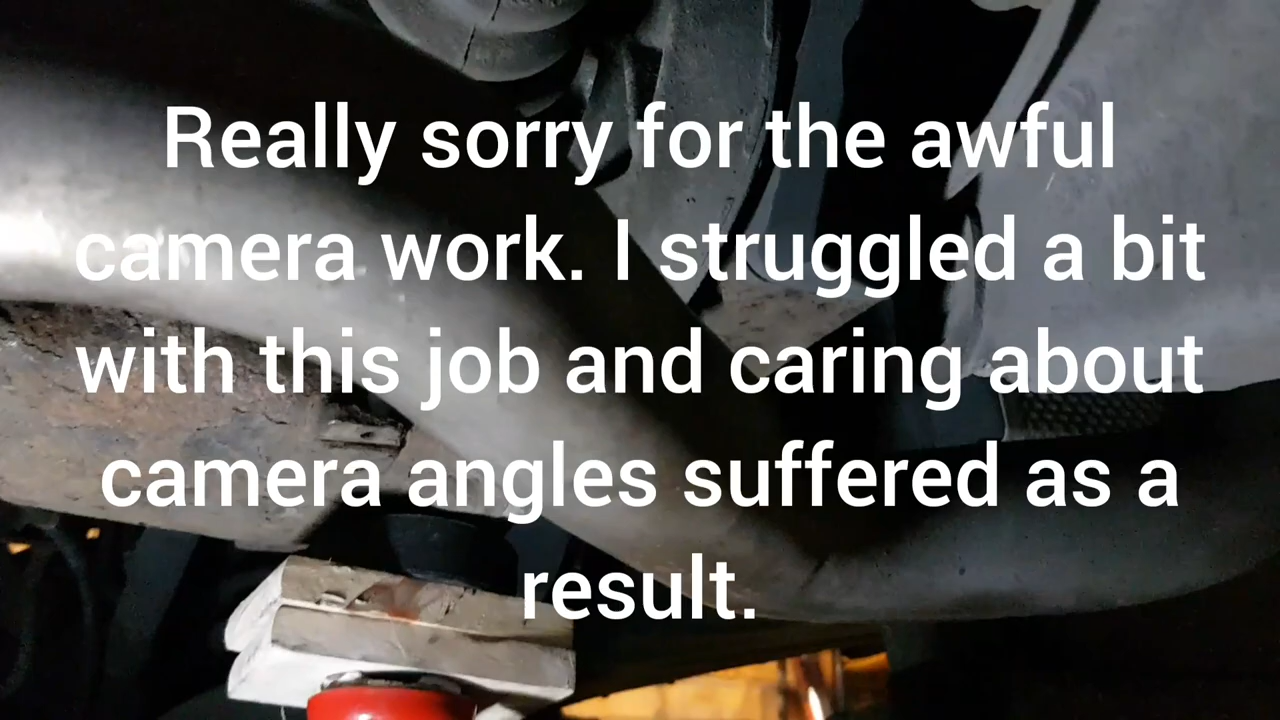 Really sorry for the awful
camera work. I struggled a bit
with this job and caring about
camera angles suffered as a
result.